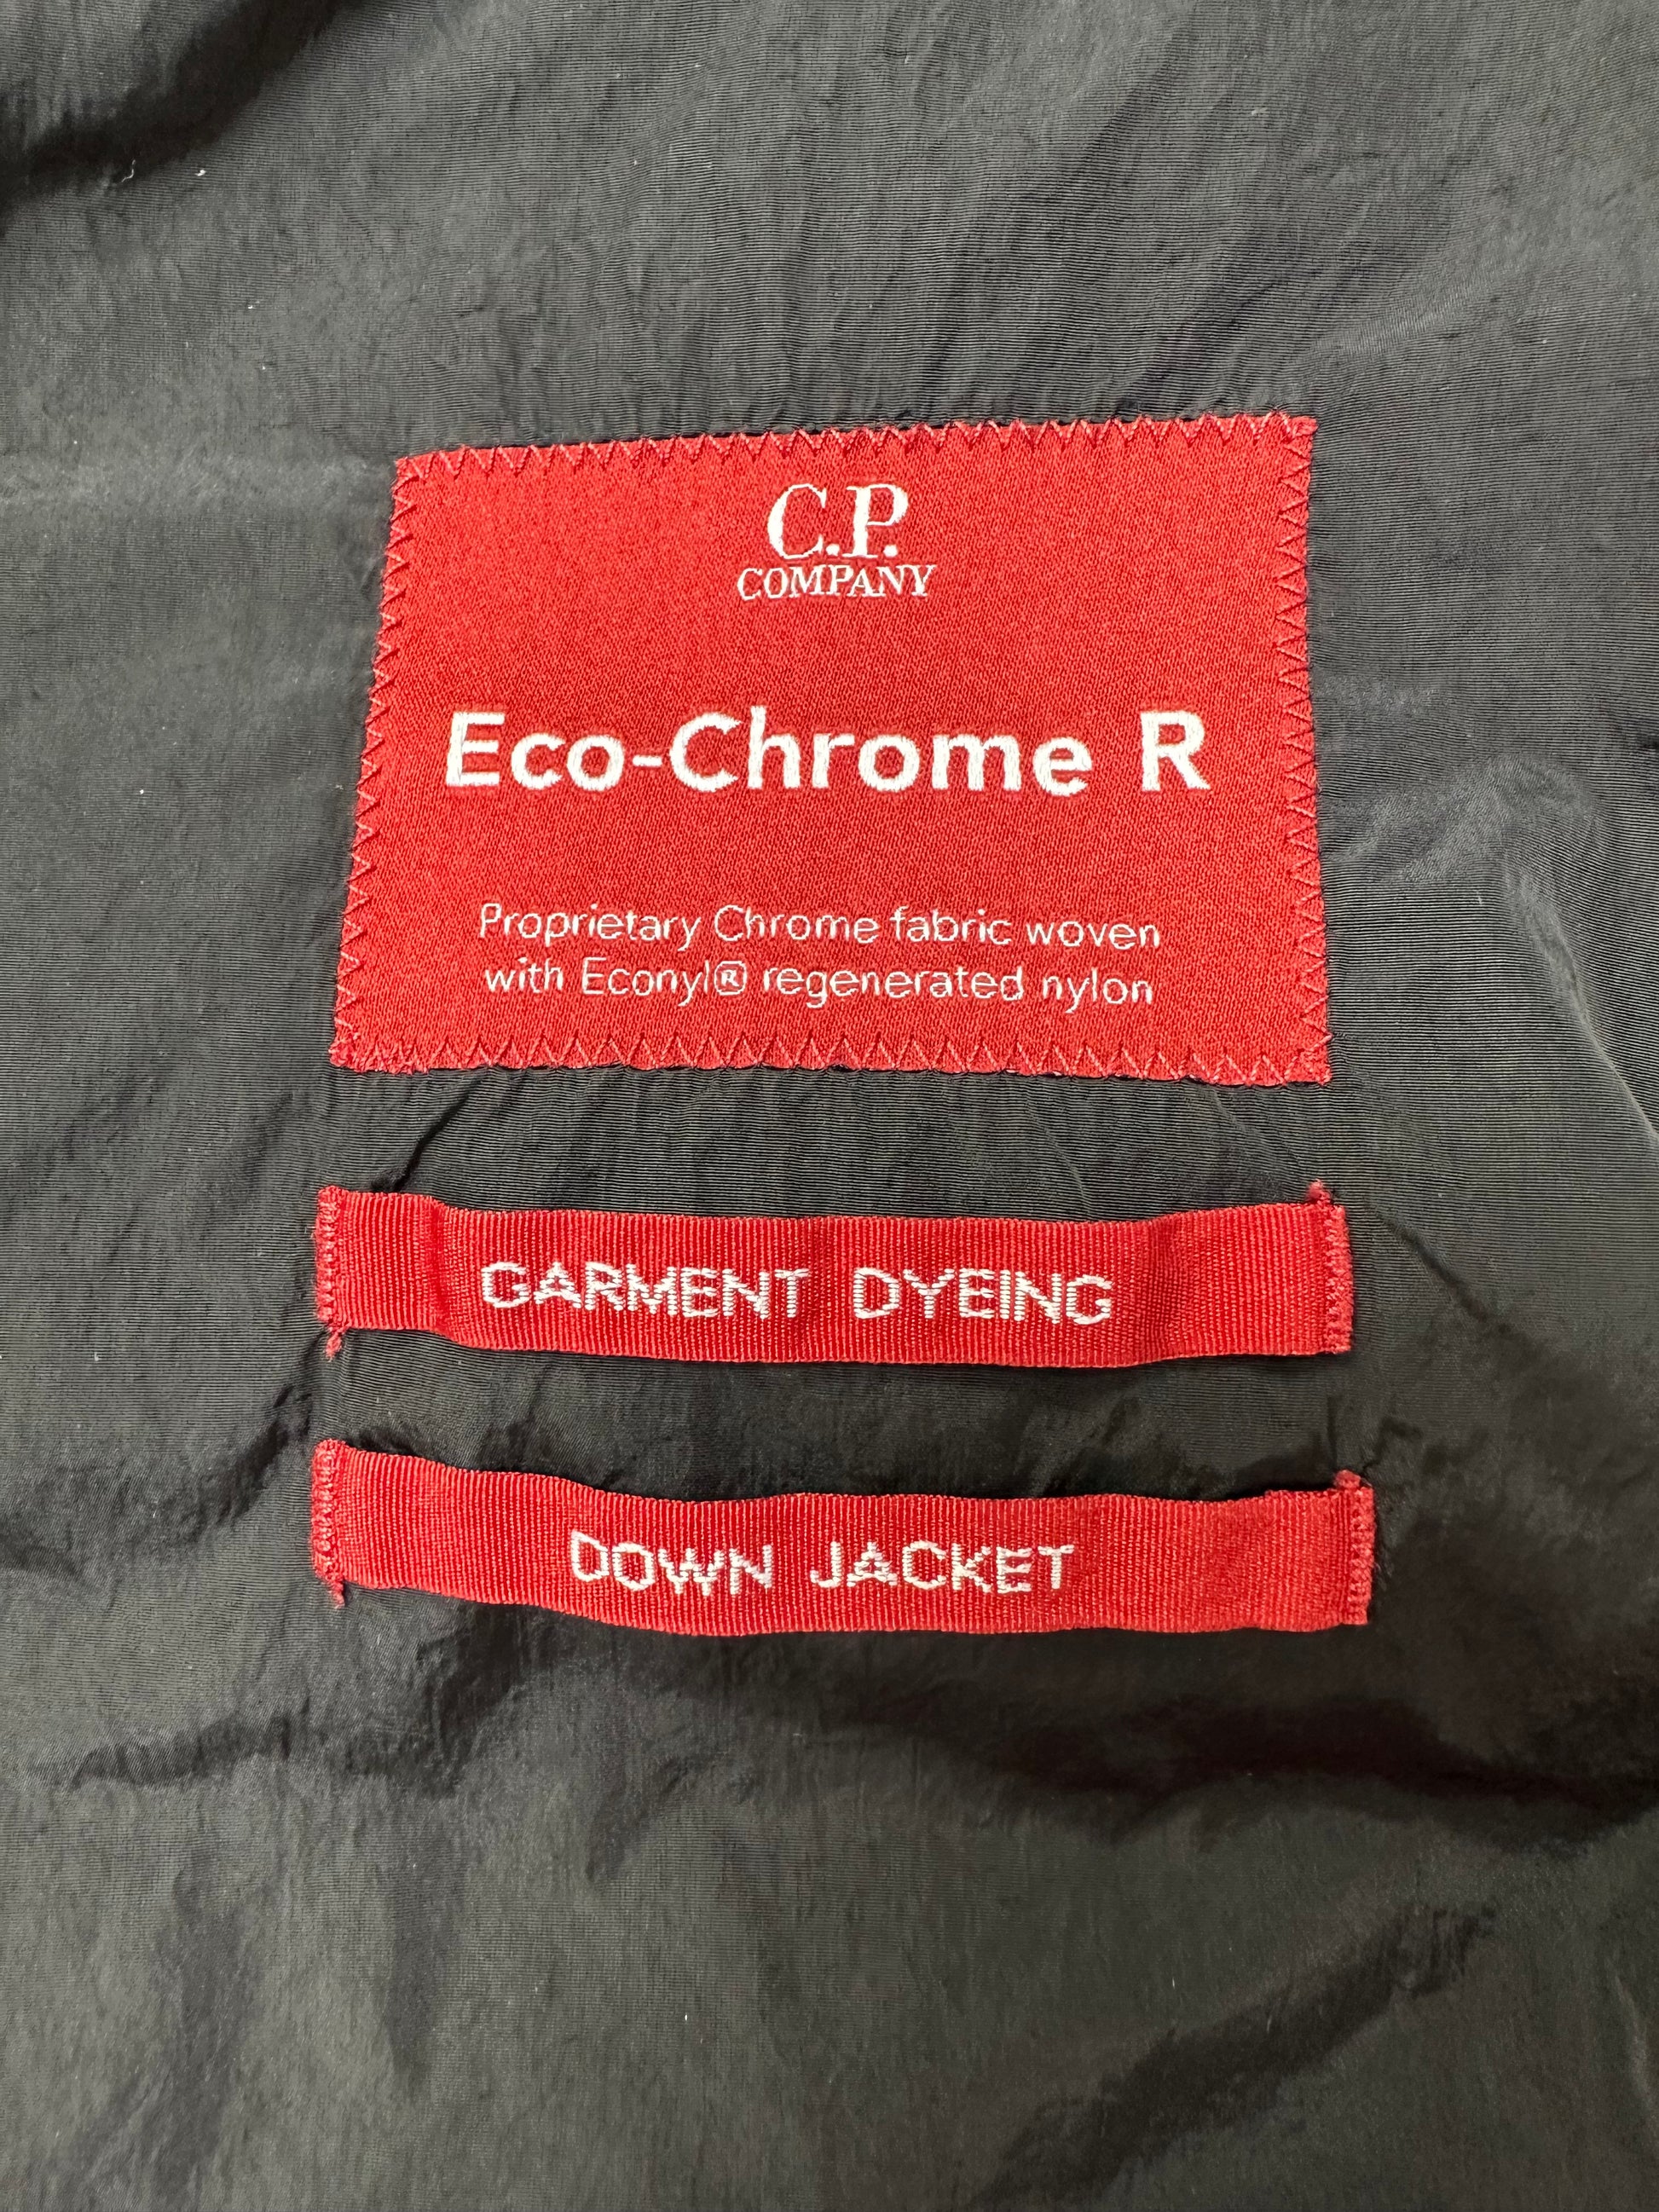 C.P.
COMPANY
Eco-Chrome R
Proprietary Chrome fabric woven
with Econyl® regenerated nylon
GARMENT DYEING
DOWN JACKET